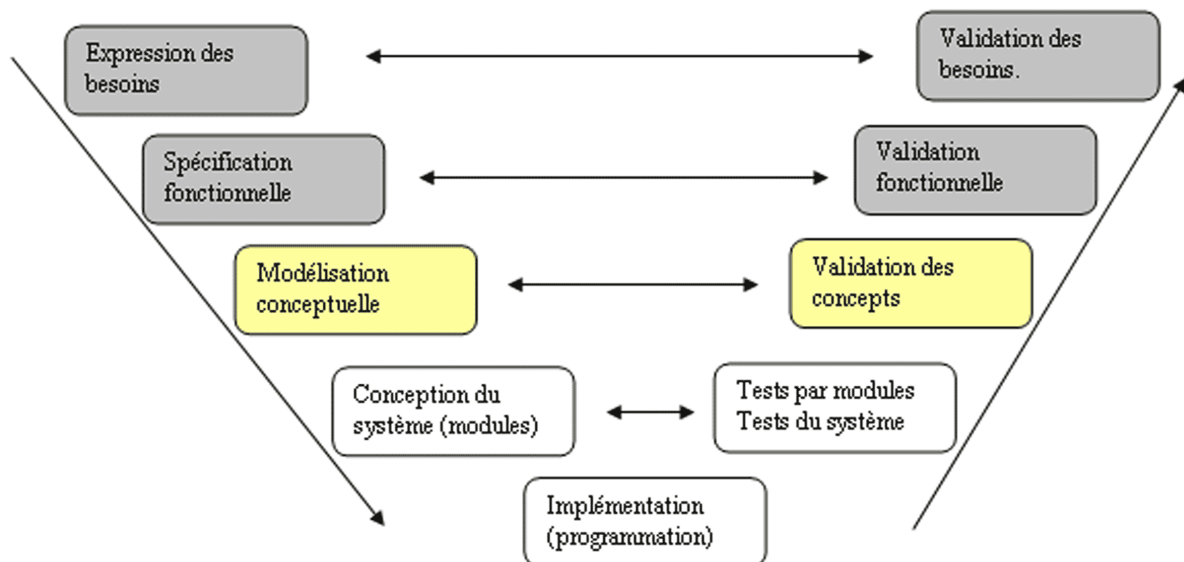 Expression des
besoins
Validation des
besoins.
Spécification
fonctionnelle
Validation
fonctionnelle
Modélisation
conceptuelle
Validation des
concepts
Conception du
système (modules)
Tests par modules
Tests du système
Implémentation
(programmation)